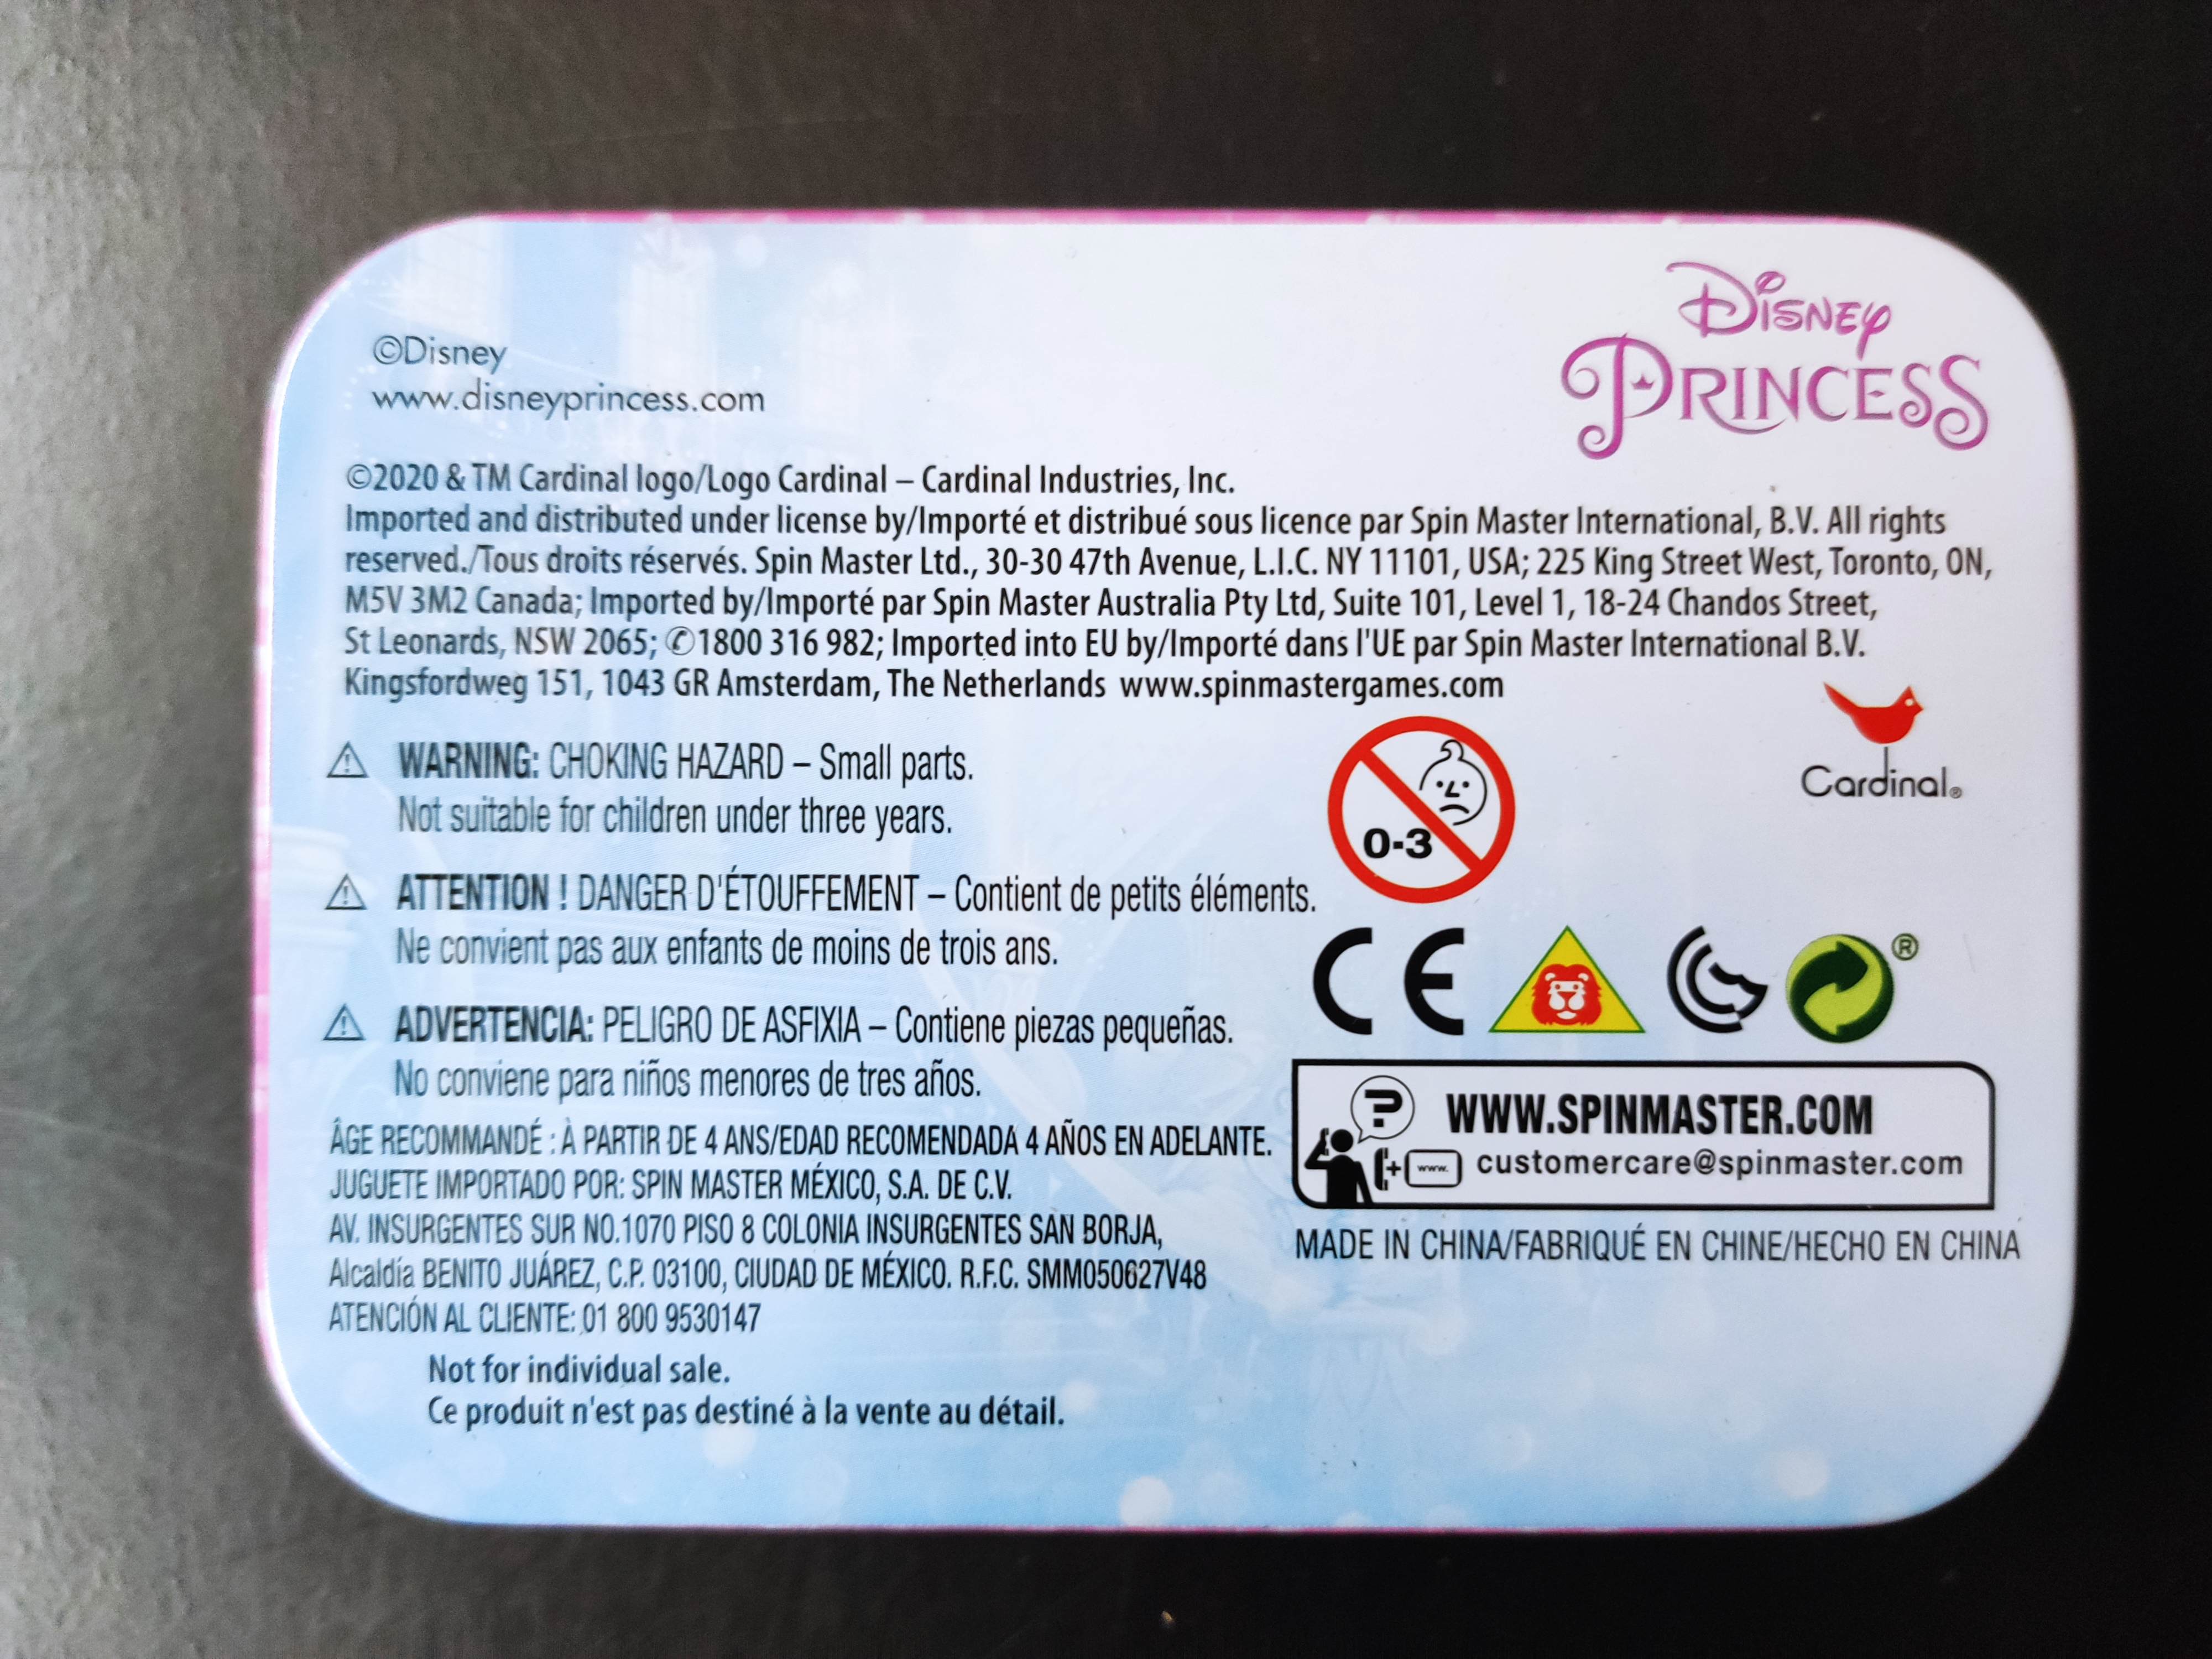 ©Disney
www.disneyprincess.com
Disney
PRINCESS
©2020 & TM Cardinal logo/Logo Cardinal – Cardinal Industries, Inc.
Imported and distributed under license by/Importé et distribué sous licence par Spin Master International, B.V. All rights
reserved./Tous droits réservés. Spin Master Ltd., 30-30 47th Avenue, L.I.C. NY 11101, USA; 225 King Street West, Toronto, ON,
M5V 3M2 Canada; Imported by/Importé par Spin Master Australia Pty Ltd, Suite 101, Level 1, 18-24 Chandos Street,
St Leonards, NSW 2065; ✆1800 316 982; Imported into EU by/Importé dans l'UE par Spin Master International B.V.
Kingsfordweg 151, 1043 GR Amsterdam, The Netherlands www.spinmastergames.com
⚠ WARNING: CHOKING HAZARD – Small parts.
Not suitable for children under three years.
⚠ ATTENTION ! DANGER D'ÉTOUFFEMENT – Contient de petits éléments.
Ne convient pas aux enfants de moins de trois ans.
⚠ ADVERTENCIA: PELIGRO DE ASFIXIA – Contiene piezas pequeñas.
No conviene para niños menores de tres años.
ÂGE RECOMMANDÉ : À PARTIR DE 4 ANS/EDAD RECOMENDADA 4 AÑOS EN ADELANTE.
JUGUETE IMPORTADO POR: SPIN MASTER MÉXICO, S.A. DE C.V.
AV. INSURGENTES SUR NO.1070 PISO 8 COLONIA INSURGENTES SAN BORJA,
Alcaldía BENITO JUÁREZ, C.P. 03100, CIUDAD DE MÉXICO. R.F.C. SMM050627V48
ATENCIÓN AL CLIENTE: 01 800 9530147
Not for individual sale.
Ce produit n'est pas destiné à la vente au détail.
0-3
Cardinal®
CE
®
?
WWW.SPINMASTER.COM
+ www. customercare@spinmaster.com
MADE IN CHINA/FABRIQUÉ EN CHINE/HECHO EN CHINA